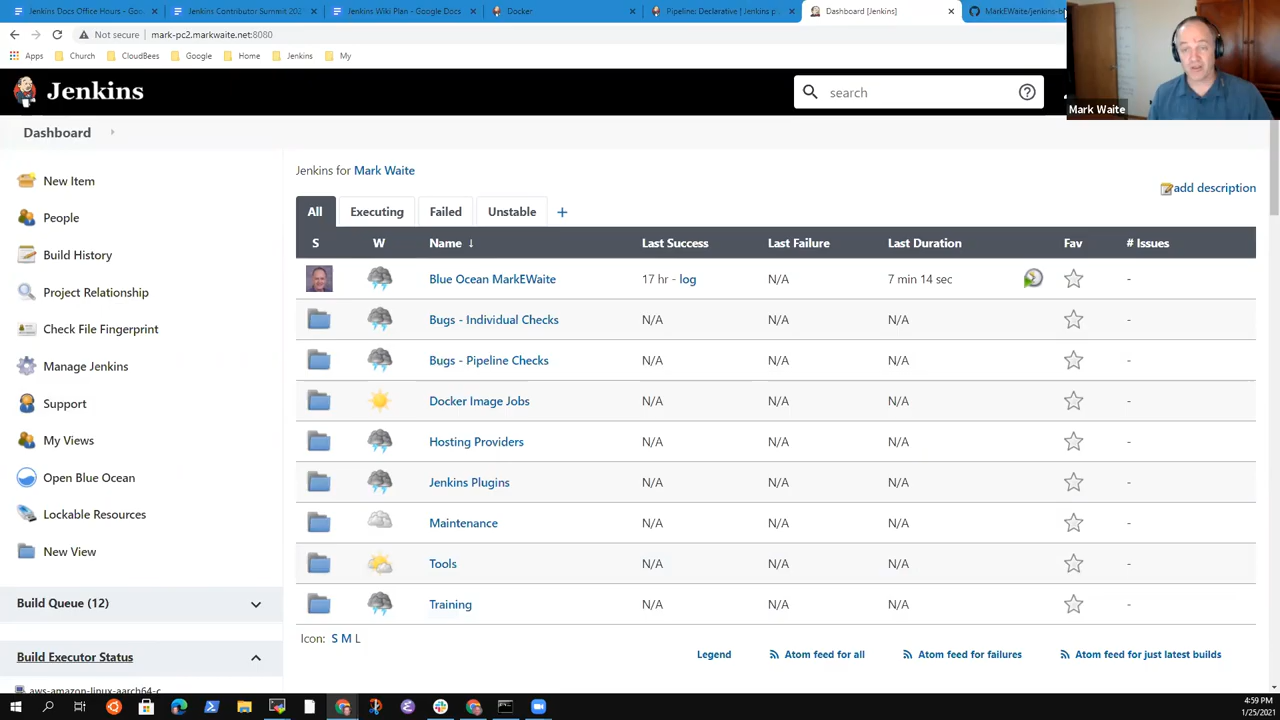 Jenkins Docs Office Hours - Goo
Jenkins Contributor Summit 202
Jenkins Wiki Plan - Google Docs
Docker
Pipeline: Declarative | Jenkins p
Dashboard [Jenkins]
MarkEWaite/jenkins-b
Not secure | mark-pc2.markwaite.net:8080
Apps
Church
CloudBees
Google
Home
Jenkins
My
Mark Waite
Jenkins
search
Dashboard
New Item
People
Build History
Project Relationship
Check File Fingerprint
Manage Jenkins
Support
My Views
Open Blue Ocean
Lockable Resources
New View
Build Queue (12)
Build Executor Status
aws-amazon-linux-aarch64-c
Jenkins for Mark Waite
add description
All Executing Failed Unstable +
S W Name ↓ Last Success Last Failure Last Duration Fav # Issues
Blue Ocean MarkEWaite 17 hr - log N/A 7 min 14 sec -
Bugs - Individual Checks N/A N/A N/A -
Bugs - Pipeline Checks N/A N/A N/A -
Docker Image Jobs N/A N/A N/A -
Hosting Providers N/A N/A N/A -
Jenkins Plugins N/A N/A N/A -
Maintenance N/A N/A N/A -
Tools N/A N/A N/A -
Training N/A N/A N/A -
Icon: S M L
Legend Atom feed for all Atom feed for failures Atom feed for just latest builds
4:59 PM
1/25/2021